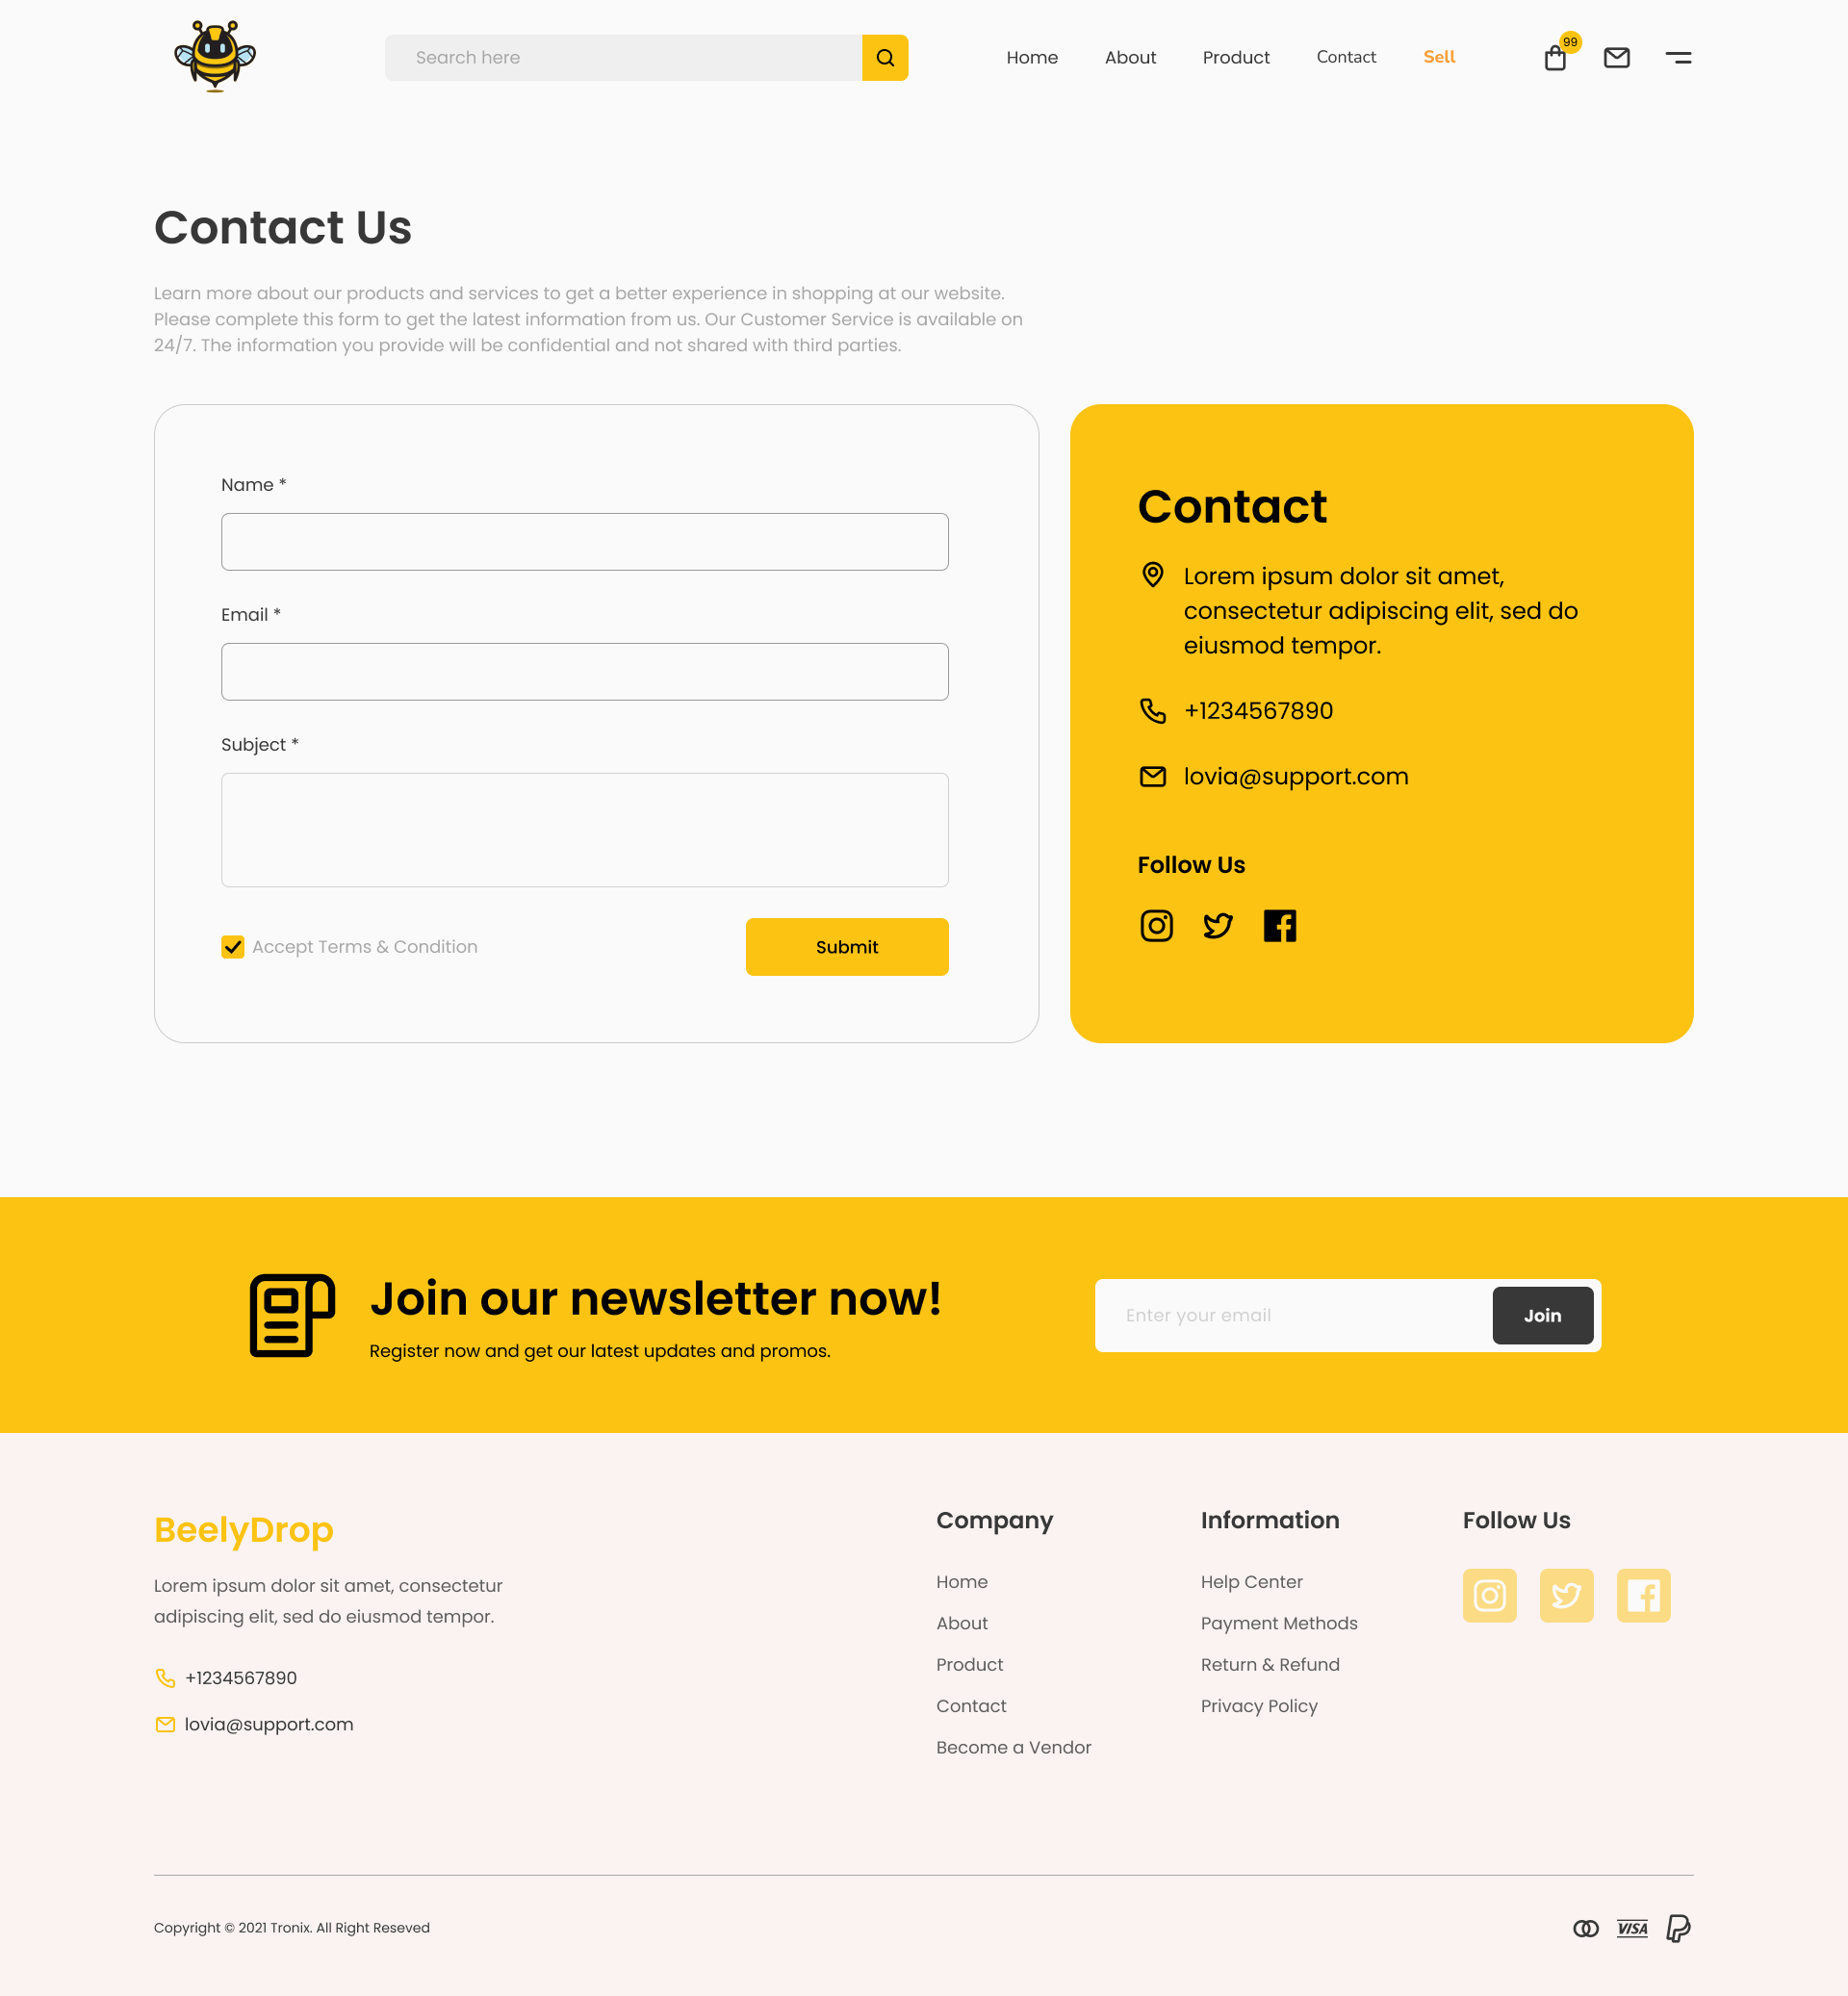 Search here
Home
About
Product
Contact
Sell
99
Contact Us
Learn more about our products and services to get a better experience in shopping at our website.
Please complete this form to get the latest information from us. Our Customer Service is available on
24/7. The information you provide will be confidential and not shared with third parties.
Name *
Email *
Subject *
Accept Terms & Condition
Submit
Contact
Lorem ipsum dolor sit amet,
consectetur adipiscing elit, sed do
eiusmod tempor.
+1234567890
lovia@support.com
Follow Us
Join our newsletter now!
Register now and get our latest updates and promos.
Enter your email
Join
BeelyDrop
Lorem ipsum dolor sit amet, consectetur
adipiscing elit, sed do eiusmod tempor.
+1234567890
lovia@support.com
Company
Home
About
Product
Contact
Become a Vendor
Information
Help Center
Payment Methods
Return & Refund
Privacy Policy
Follow Us
Copyright © 2021 Tronix. All Right Reseved
VISA